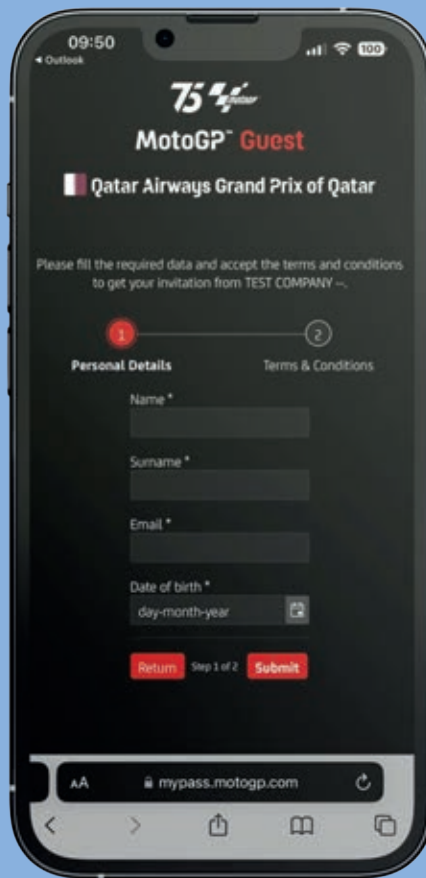 09:50
100
◀ Outlook
75 MotoGP
MotoGP™ Guest
Qatar Airways Grand Prix of Qatar
Please fill the required data and accept the terms and conditions
to get your invitation from TEST COMPANY –.
1
2
Personal Details
Terms & Conditions
Name *
Surname *
Email *
Date of birth *
day-month-year
Return
Step 1 of 2
Submit
AA
mypass.motogp.com